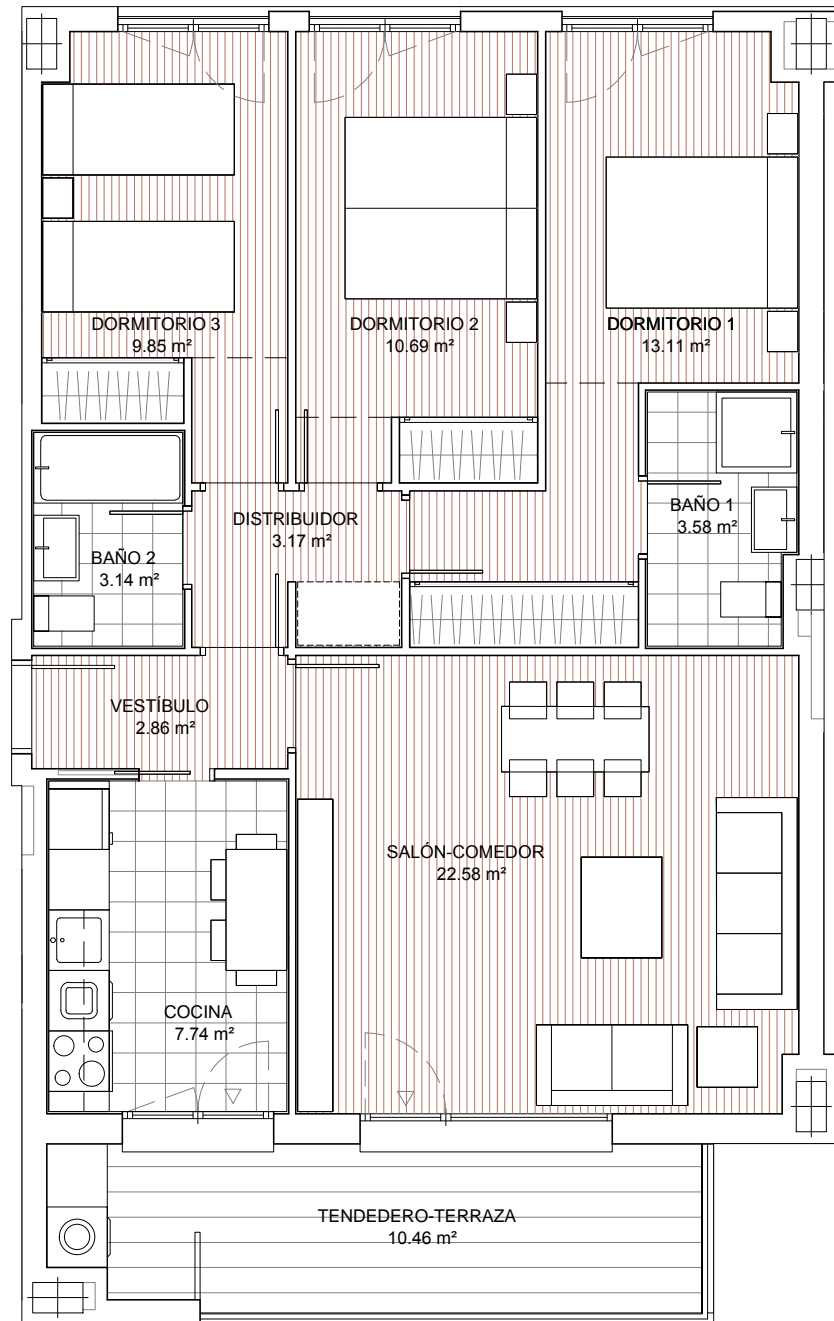 DORMITORIO 3
9.85 m²
DORMITORIO 2
10.69 m²
DORMITORIO 1
13.11 m²
DISTRIBUIDOR
3.17 m²
BAÑO 1
3.58 m²
BAÑO 2
3.14 m²
VESTÍBULO
2.86 m²
SALÓN-COMEDOR
22.58 m²
COCINA
7.74 m²
TENDEDERO-TERRAZA
10.46 m²